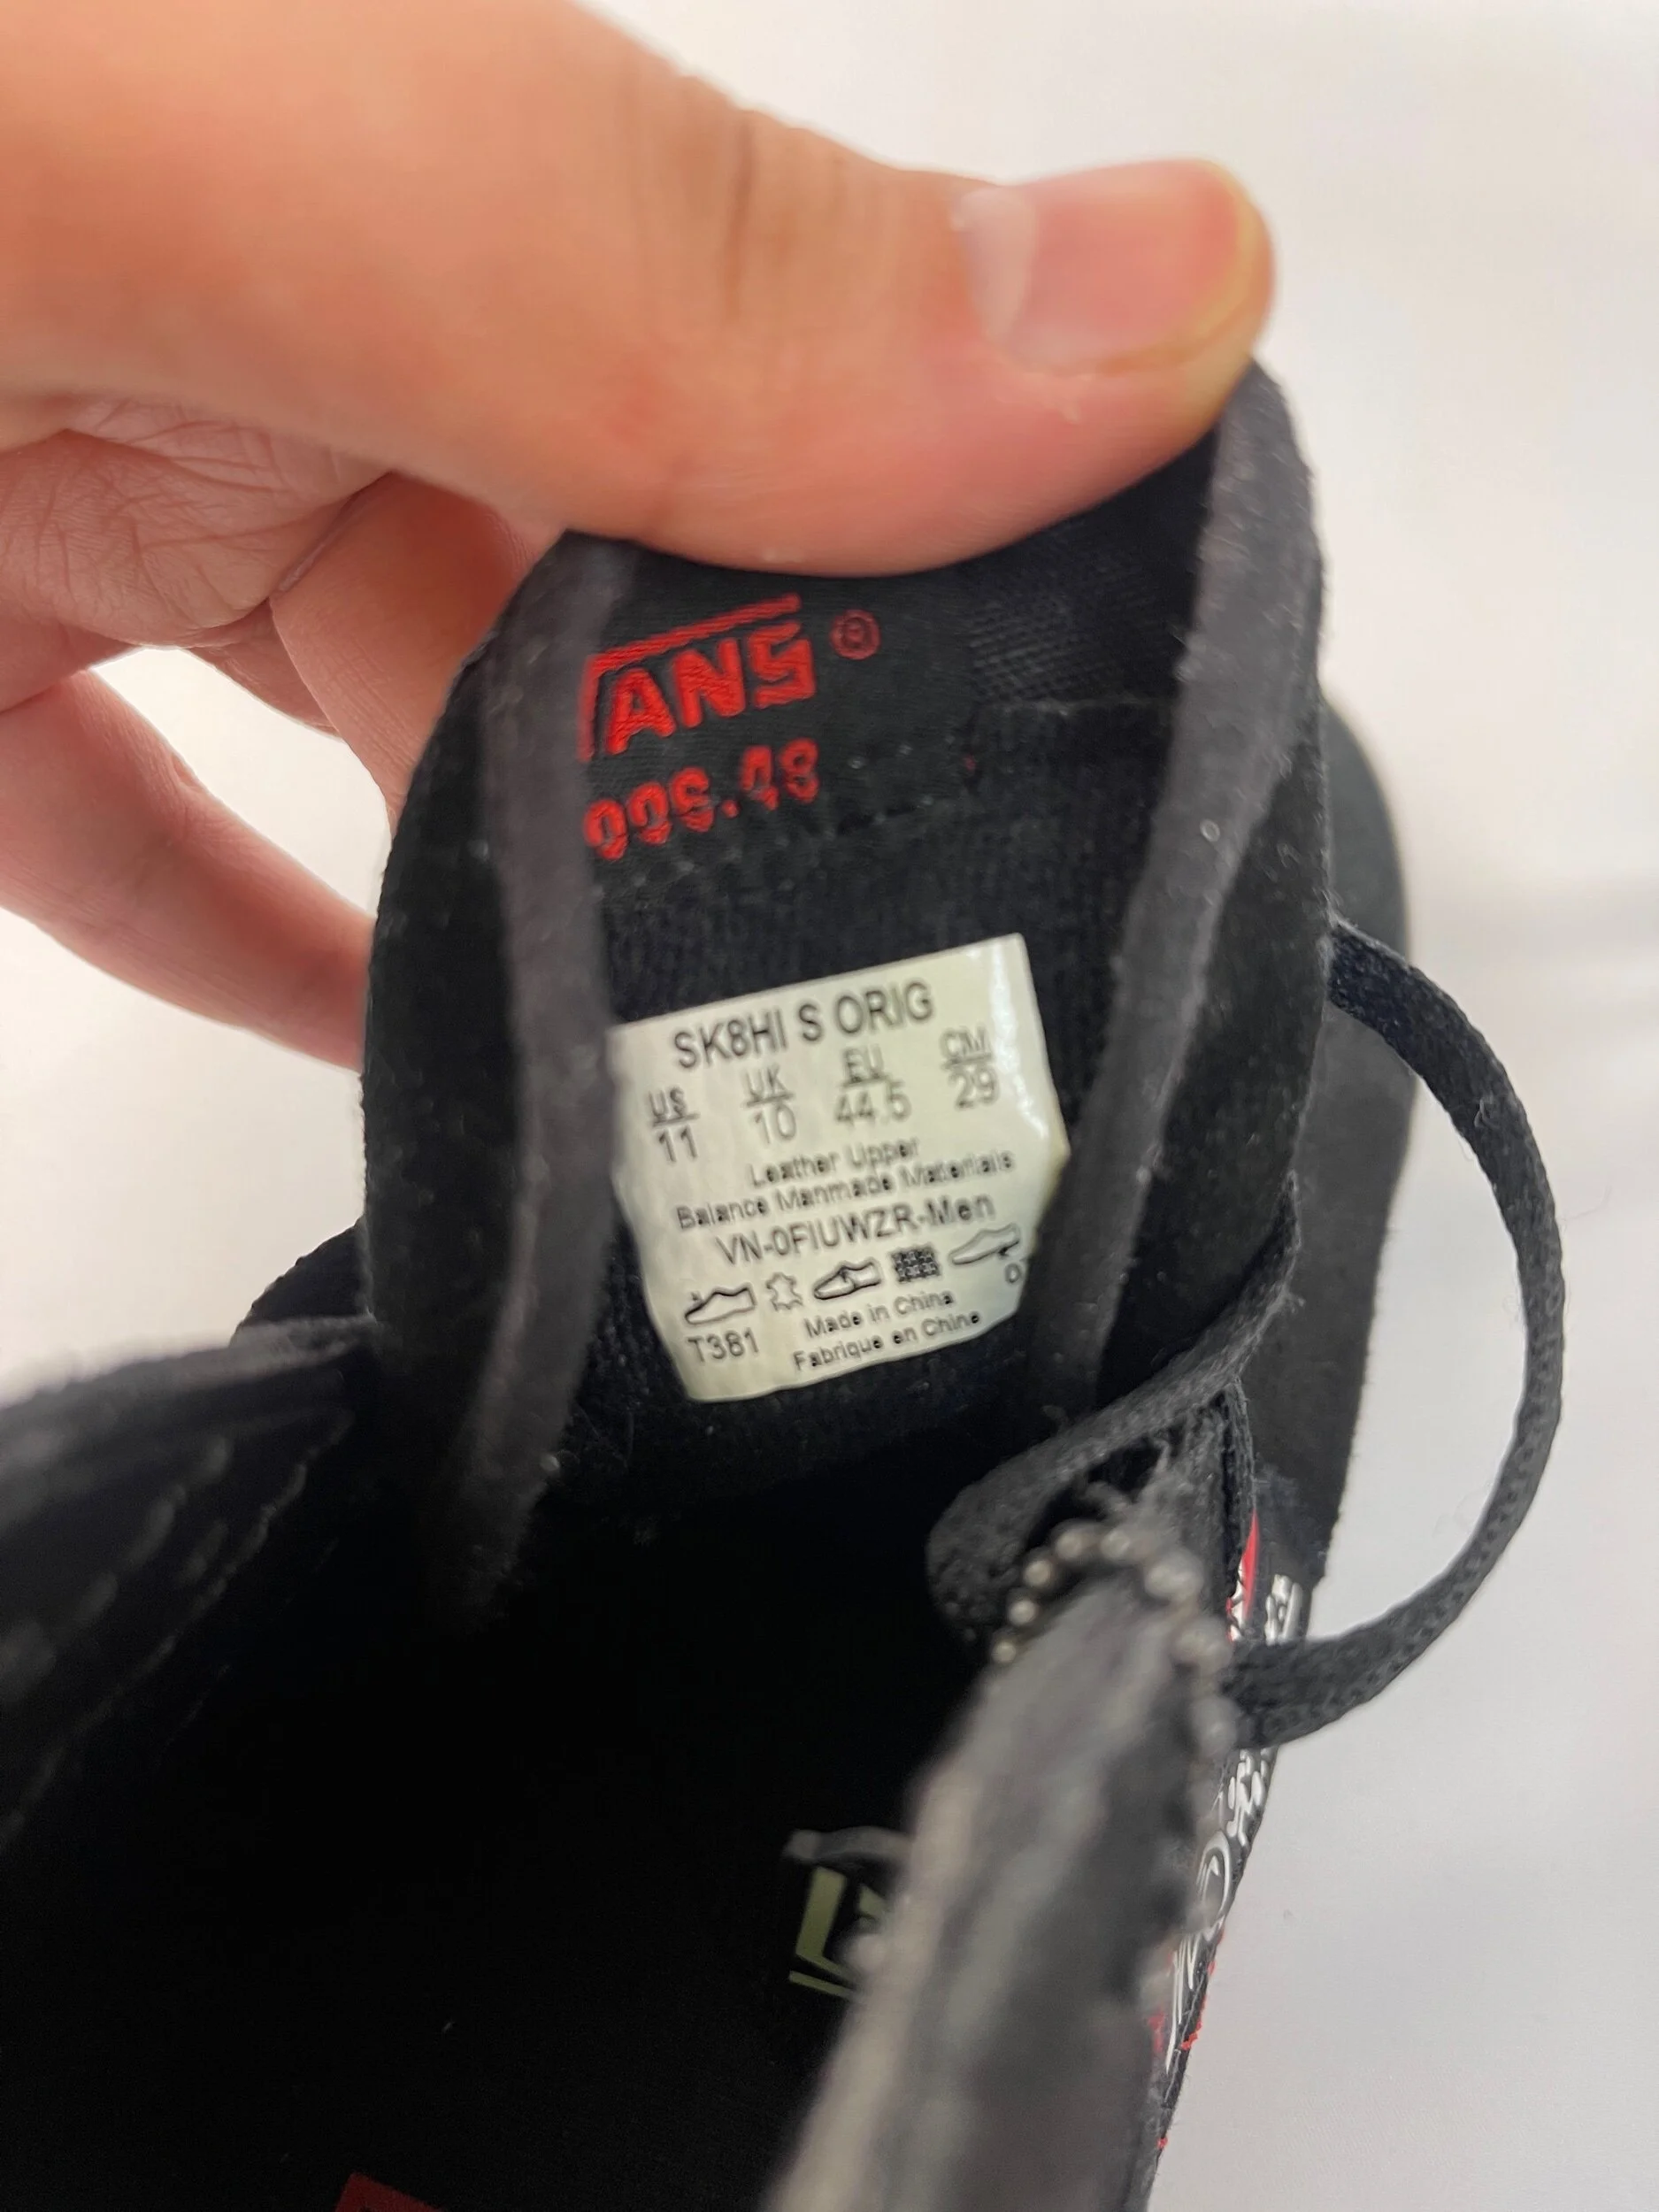 ANS®
SK8HI S ORIG
US UK EU CM
11 10 44.5 29
Leather Upper
Balance Manmade Materials
VN-0FIUWZR-Men
T381
Made in China
Fabrique en Chine